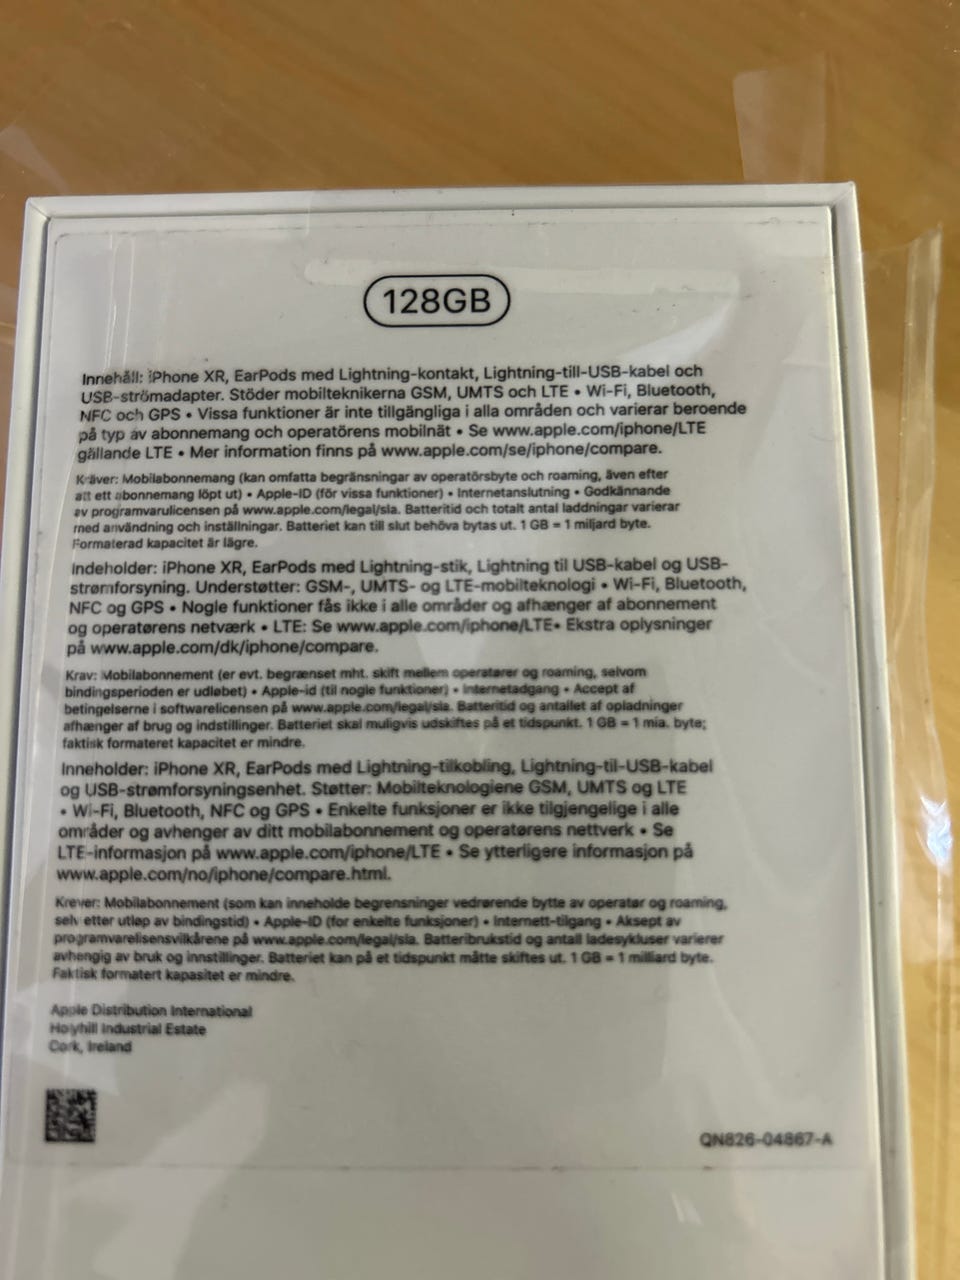 128GB
Innehåll: iPhone XR, EarPods med Lightning-kontakt, Lightning-till-USB-kabel och
USB-strömadapter. Stöder mobilteknikerna GSM, UMTS och LTE • Wi-Fi, Bluetooth,
NFC och GPS • Vissa funktioner är inte tillgängliga i alla områden och varierar beroende
på typ av abonnemang och operatörens mobilnät • Se www.apple.com/iphone/LTE
gällande LTE • Mer information finns på www.apple.com/se/iphone/compare.
Kräver: Mobilabonnemang (kan omfatta begränsningar av operatörsbyte och roaming, även efter
att ett abonnemang löpt ut) • Apple-ID (för vissa funktioner) • Internetanslutning • Godkännande
av programvarulicensen på www.apple.com/legal/sla. Batteritid och totalt antal laddningar varierar
med användning och inställningar. Batteriet kan till slut behöva bytas ut. 1 GB = 1 miljard byte.
Formaterad kapacitet är lägre.
Indeholder: iPhone XR, EarPods med Lightning-stik, Lightning til USB-kabel og USB-
strømforsyning. Understøtter: GSM-, UMTS- og LTE-mobilteknologi • Wi-Fi, Bluetooth,
NFC og GPS • Nogle funktioner fås ikke i alle områder og afhænger af abonnement
og operatørens netværk • LTE: Se www.apple.com/iphone/LTE• Ekstra oplysninger
på www.apple.com/dk/iphone/compare.
Krav: Mobilabonnement (er evt. begrænset mht. skift mellem operatører og roaming, selvom
bindingsperioden er udløbet) • Apple-id (til nogle funktioner) • Internetadgang • Accept af
betingelserne i softwarelicensen på www.apple.com/legal/sla. Batteritid og antallet af opladninger
afhænger af brug og indstillinger. Batteriet skal muligvis udskiftes på et tidspunkt. 1 GB = 1 mia. byte;
faktisk formateret kapacitet er mindre.
Inneholder: iPhone XR, EarPods med Lightning-tilkobling, Lightning-til-USB-kabel
og USB-strømforsyningsenhet. Støtter: Mobilteknologiene GSM, UMTS og LTE
• Wi-Fi, Bluetooth, NFC og GPS • Enkelte funksjoner er ikke tilgjengelige i alle
områder og avhenger av ditt mobilabonnement og operatørens nettverk • Se
LTE-informasjon på www.apple.com/iphone/LTE • Se ytterligere informasjon på
www.apple.com/no/iphone/compare.html.
Krever: Mobilabonnement (som kan inneholde begrensninger vedrørende bytte av operatør og roaming,
selv etter utløp av bindingstid) • Apple-ID (for enkelte funksjoner) • Internett-tilgang • Aksept av
programvarelisensvilkårene på www.apple.com/legal/sla. Batteribrukstid og antall ladesykluser varierer
avhengig av bruk og innstillinger. Batteriet kan på et tidspunkt måtte skiftes ut. 1 GB = 1 milliard byte.
Faktisk formatert kapasitet er mindre.
Apple Distribution International
Hollyhill Industrial Estate
Cork, Ireland
QN826-04867-A